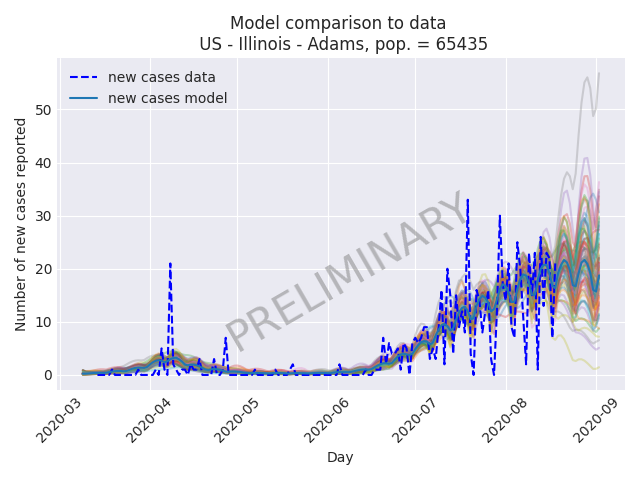 Model comparison to data
US - Illinois - Adams, pop. = 65435
new cases data
new cases model
PRELIMINARY
Number of new cases reported
50
40
30
20
10
0
2020-03
2020-04
2020-05
2020-06
2020-07
2020-08
2020-09
Day